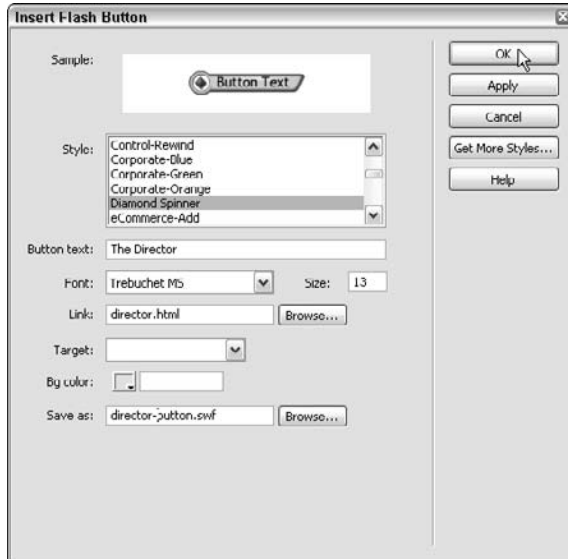 Insert Flash Button
Sample:
Button Text
Style:
Control-Rewind
Corporate-Blue
Corporate-Green
Corporate-Orange
Diamond Spinner
eCommerce-Add
Button text: The Director
Font: Trebuchet MS Size: 13
Link: director.html Browse...
Target:
Bg color:
Save as: director-button.swf Browse...
OK
Apply
Cancel
Get More Styles...
Help